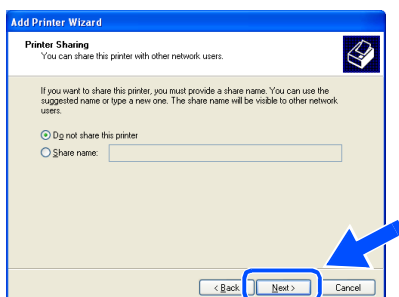 Add Printer Wizard
Printer Sharing
You can share this printer with other network users.
If you want to share this printer, you must provide a share name. You can use the
suggested name or type a new one. The share name will be visible to other network
users.
Do not share this printer
Share name:
< Back
Next >
Cancel